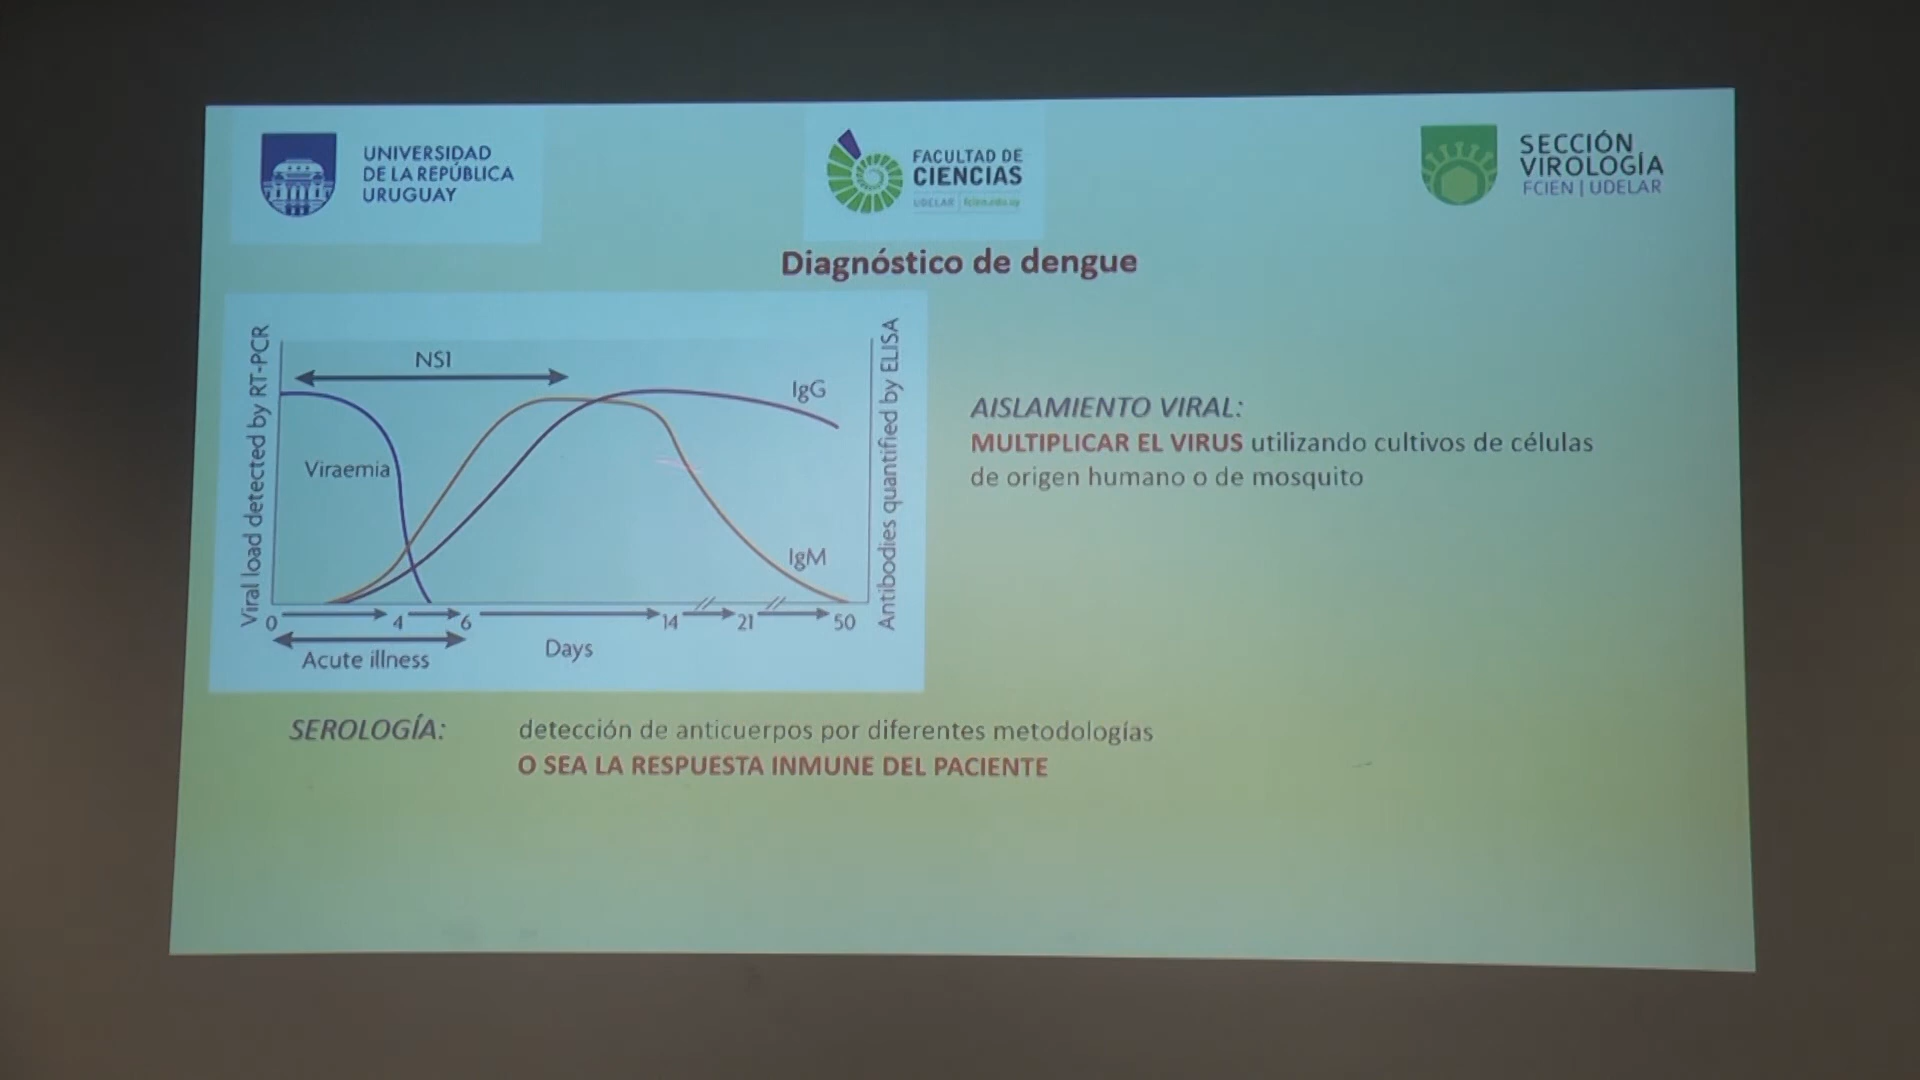 UNIVERSIDAD
DE LA REPÚBLICA
URUGUAY
FACULTAD DE
CIENCIAS
UDELAR | fcien.edu.uy
SECCIÓN
VIROLOGÍA
FCIEN | UDELAR
Diagnóstico de dengue
Viral load detected by RT-PCR
NS1
Viraemia
IgG
IgM
Antibodies quantified by ELISA
0 4 6 14 21 50
Acute illness
Days
AISLAMIENTO VIRAL:
MULTIPLICAR EL VIRUS utilizando cultivos de células
de origen humano o de mosquito
SEROLOGÍA: detección de anticuerpos por diferentes metodologías
O SEA LA RESPUESTA INMUNE DEL PACIENTE